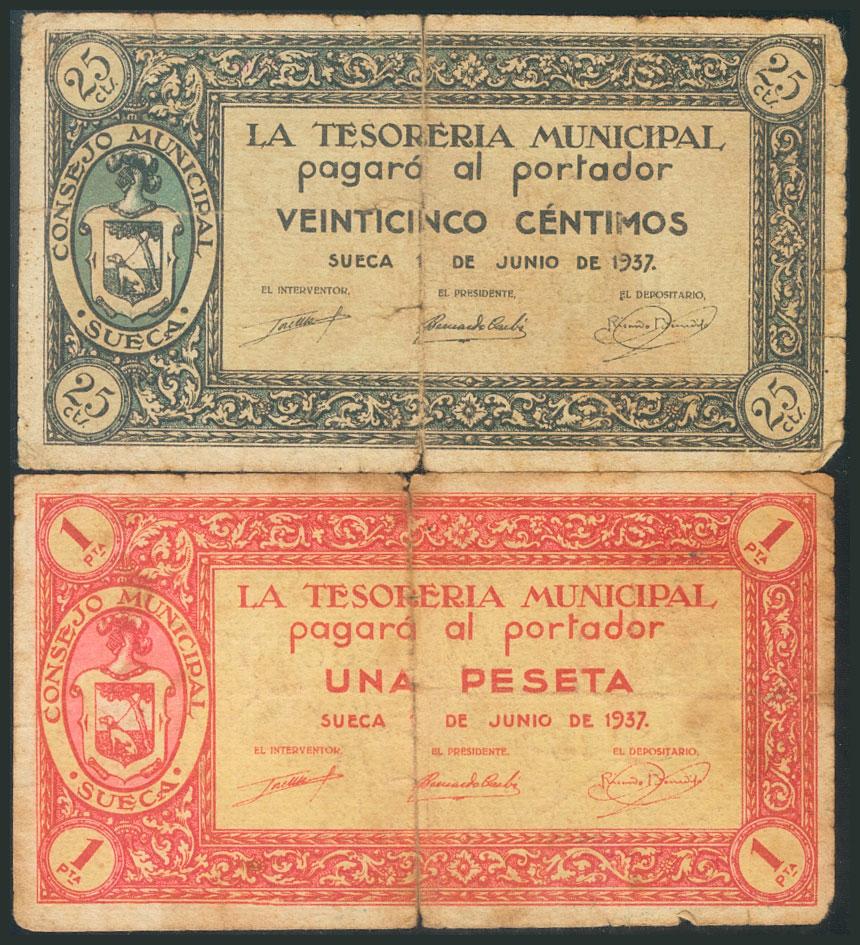 25 cts.
25 cts.
CONSEJO MUNICIPAL
· SUECA ·
LA TESORERIA MUNICIPAL
pagará al portador
VEINTICINCO CÉNTIMOS
SUECA 1 DE JUNIO DE 1937.
EL INTERVENTOR, EL PRESIDENTE, EL DEPOSITARIO,
25 cts.
25 cts.
1 PTA
1 PTA
CONSEJO MUNICIPAL
· SUECA ·
LA TESORERIA MUNICIPAL
pagará al portador
UNA PESETA
SUECA 1 DE JUNIO DE 1937.
EL INTERVENTOR, EL PRESIDENTE, EL DEPOSITARIO,
1 PTA
1 PTA